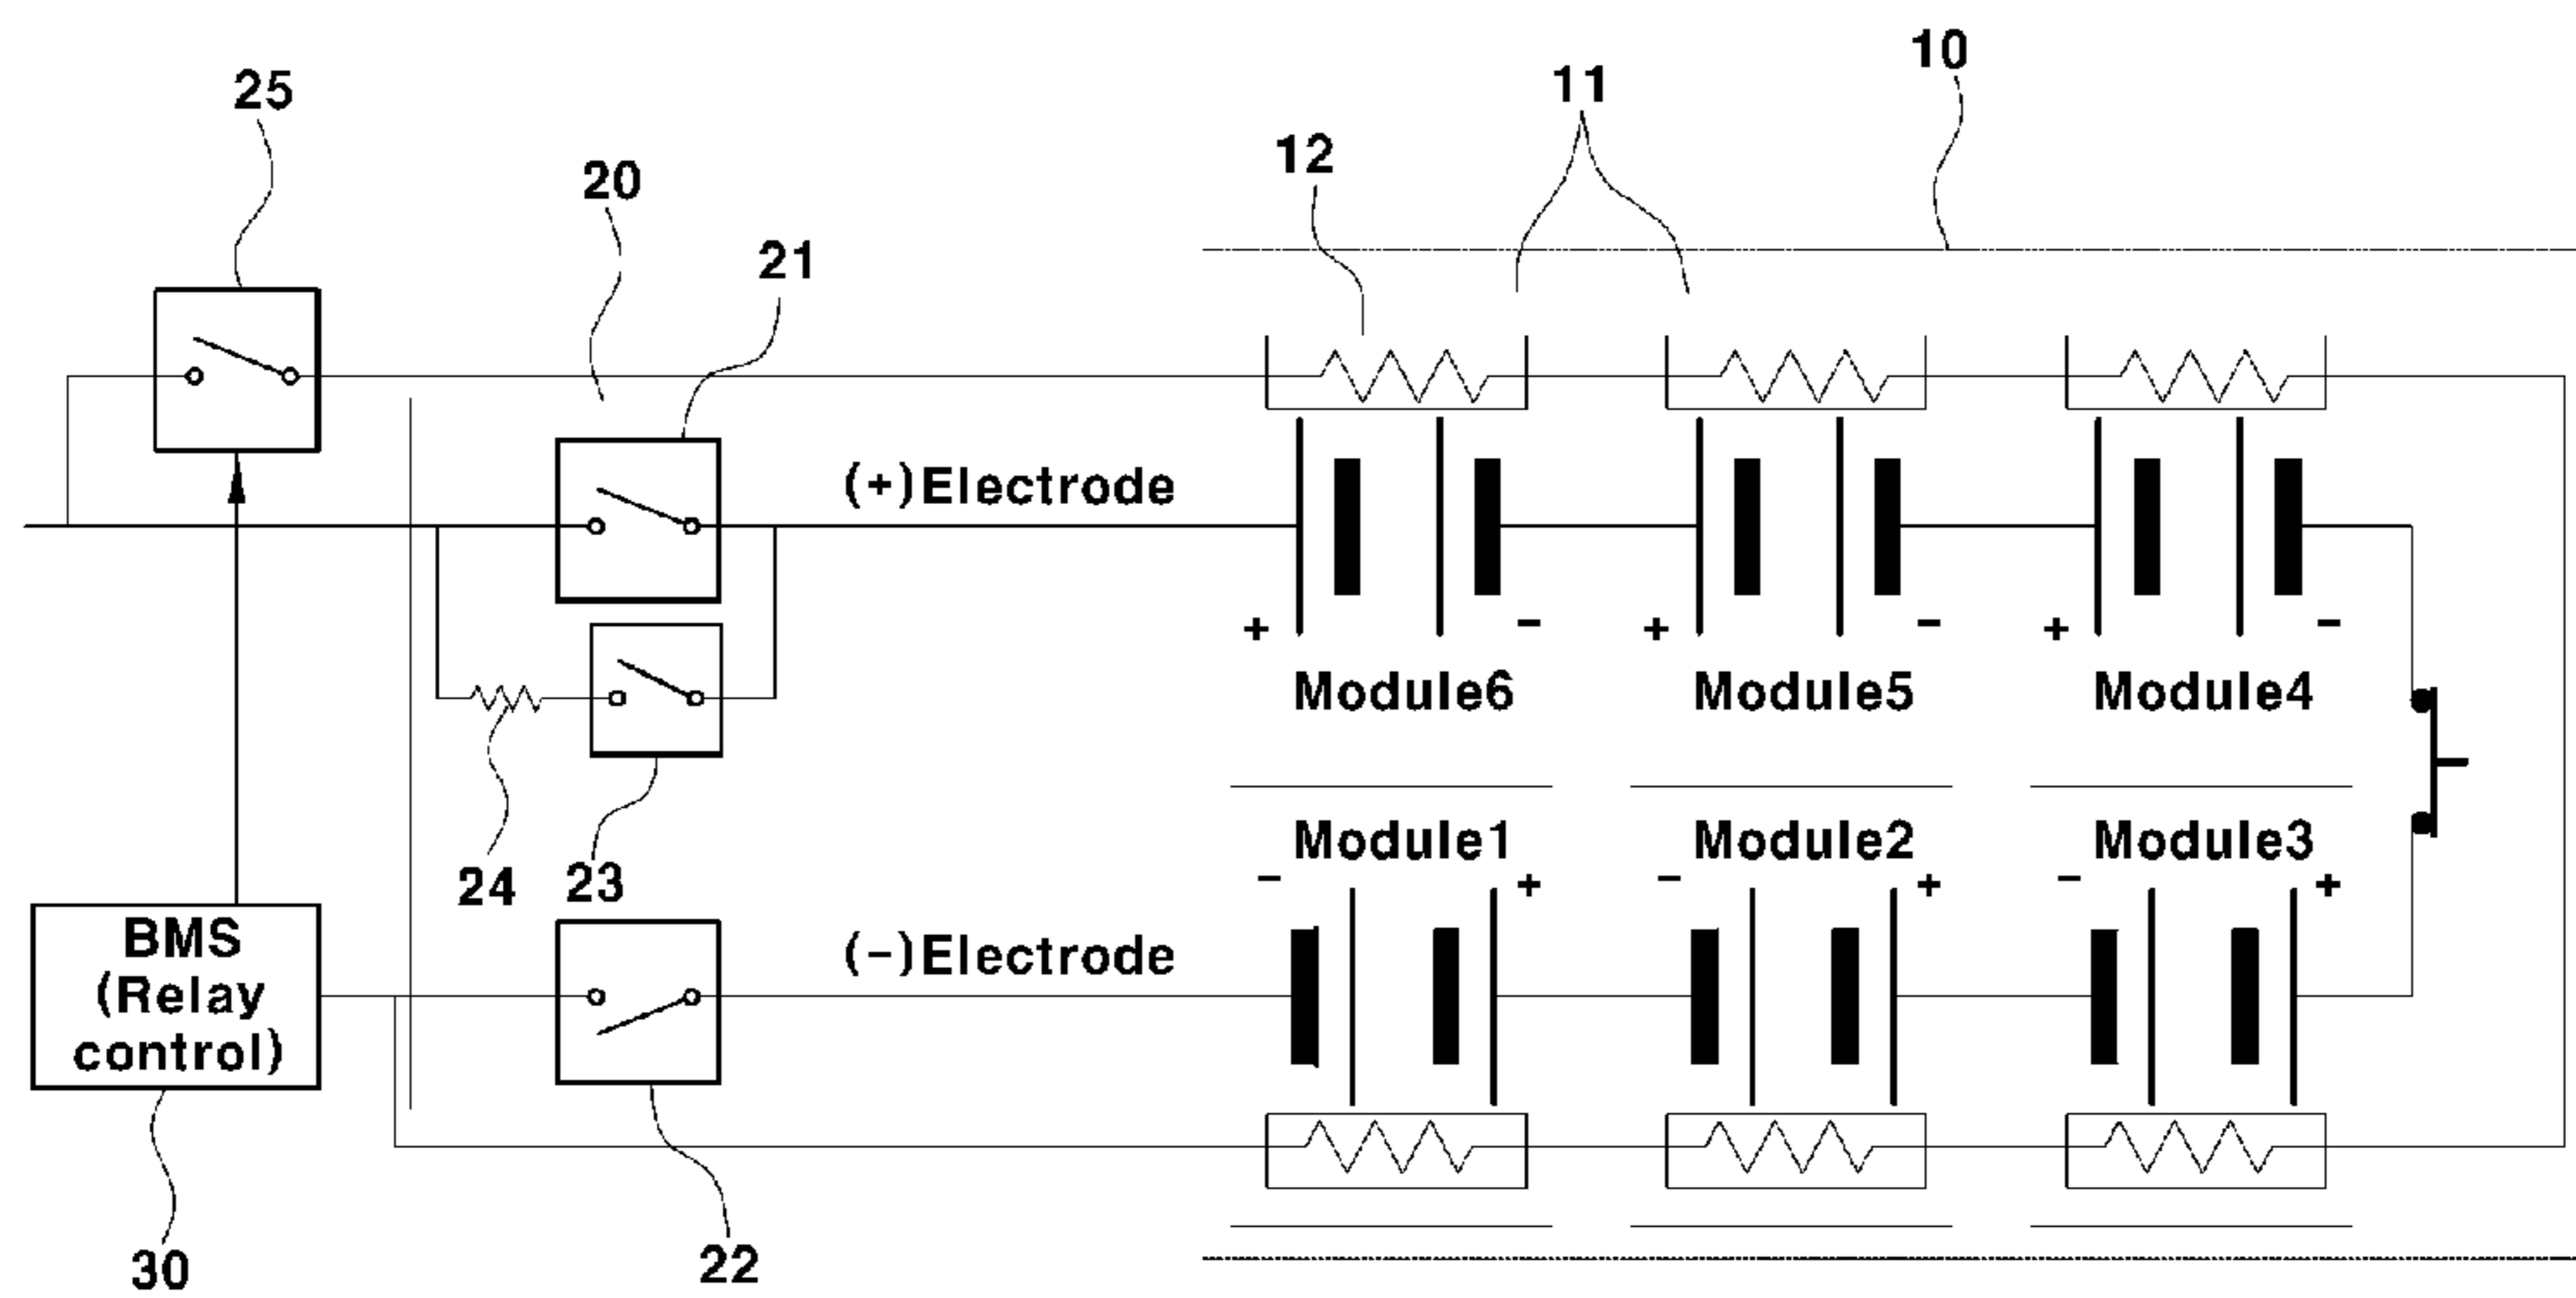 10
25
11
12
20
21
(+)Electrode
+ - + - + -
Module6 Module5 Module4
Module1 Module2 Module3
24 23
- + - + - +
BMS
(Relay
control)
(-)Electrode
30
22